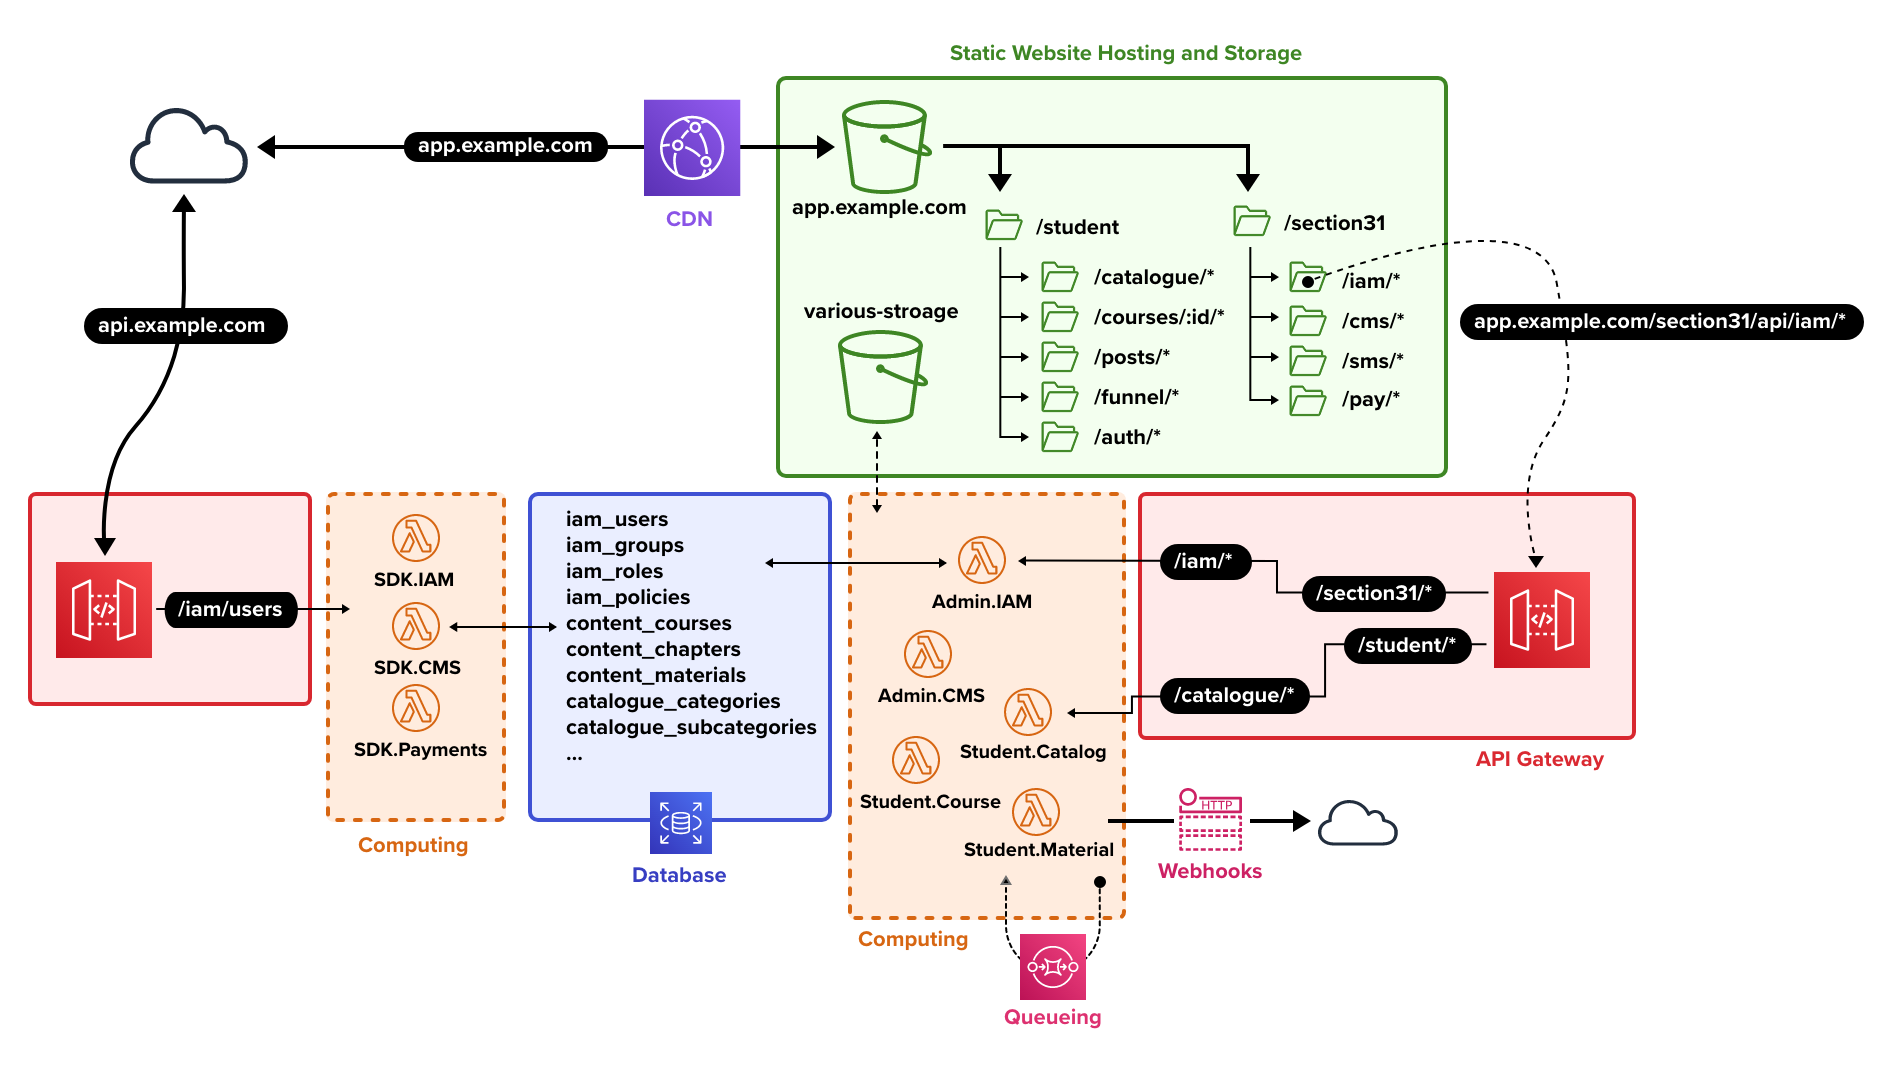 Static Website Hosting and Storage
app.example.com
CDN
app.example.com
/student
/catalogue/*
/courses/:id/*
/posts/*
/funnel/*
/auth/*
/section31
/iam/*
/cms/*
/sms/*
/pay/*
various-stroage
api.example.com
app.example.com/section31/api/iam/*
/iam/users
SDK.IAM
SDK.CMS
SDK.Payments
Computing
iam_users
iam_groups
iam_roles
iam_policies
content_courses
content_chapters
content_materials
catalogue_categories
catalogue_subcategories
...
Database
Admin.IAM
Admin.CMS
Student.Catalog
Student.Course
Student.Material
Computing
/iam/*
/section31/*
/student/*
/catalogue/*
API Gateway
HTTP
Webhooks
Queueing